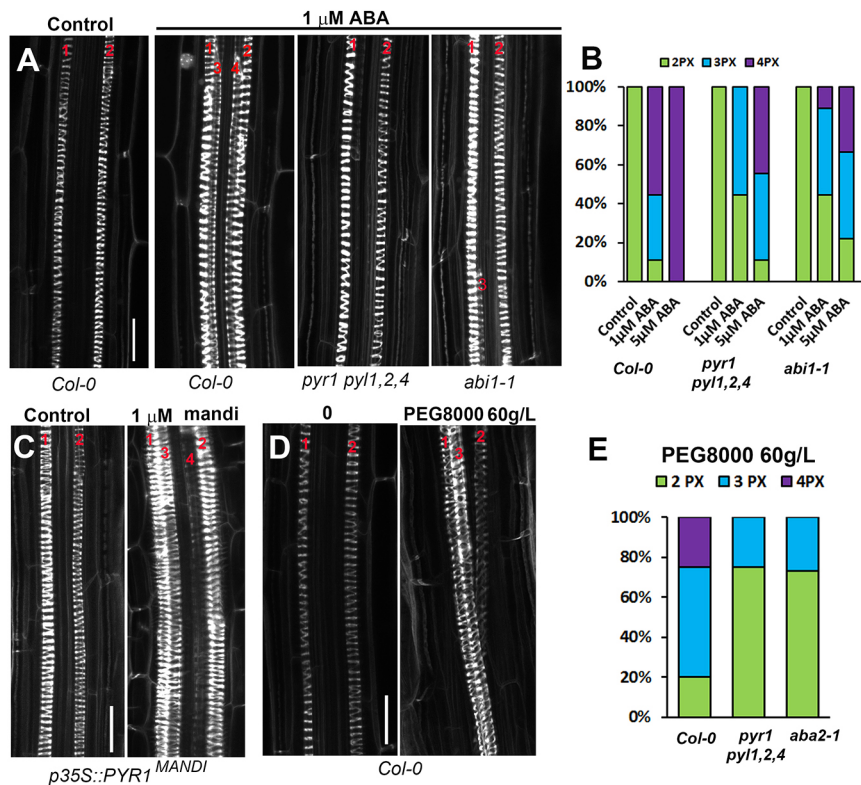 Control
1 µM ABA
A
1 2
1 2
3 4
1 2
1 2
3
Col-0
Col-0
pyr1 pyl1,2,4
abi1-1
B
2PX 3PX 4PX
100%
80%
60%
40%
20%
0%
Control
1µM ABA
5µM ABA
Control
1µM ABA
5µM ABA
Control
1µM ABA
5µM ABA
Col-0
pyr1
pyl1,2,4
abi1-1
Control
1 µM mandi
C
1 2
1 2
3 4
p35S::PYR1MANDI
0
PEG8000 60g/L
D
1 2
1 2
3
Col-0
E
PEG8000 60g/L
2 PX 3 PX 4PX
100%
80%
60%
40%
20%
0%
Col-0
pyr1
pyl1,2,4
aba2-1